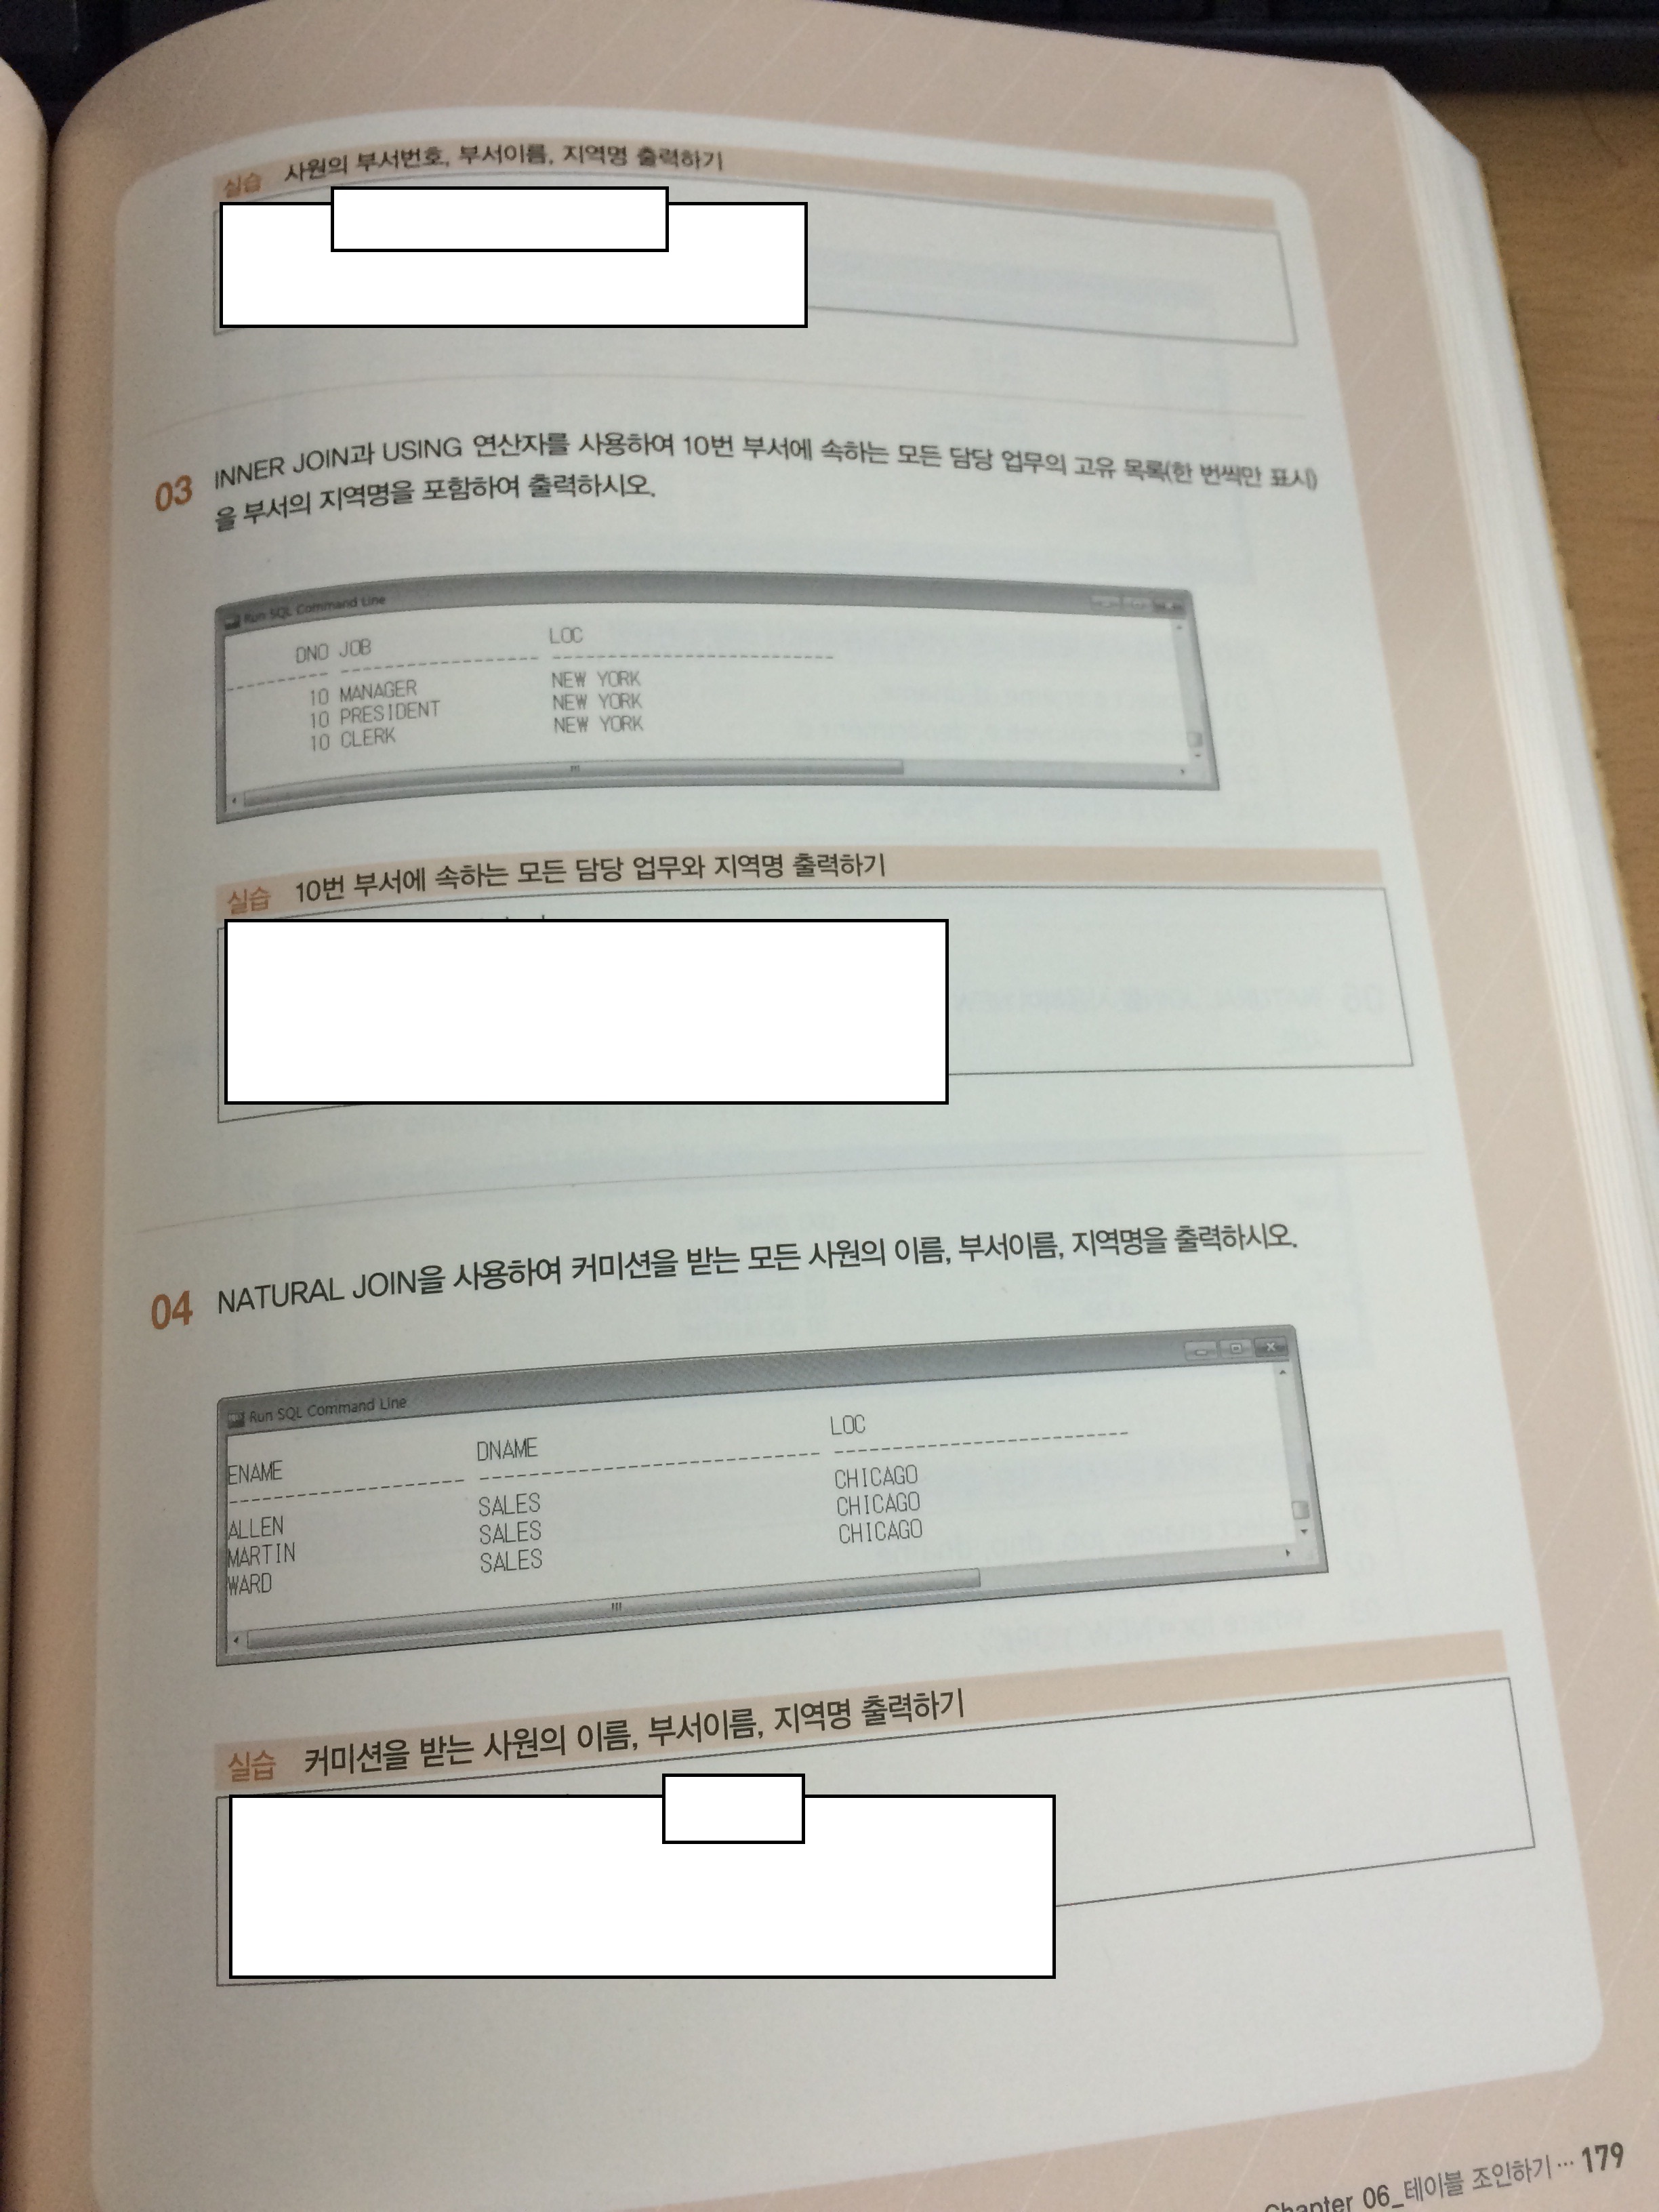 실습 사원의 부서번호, 부서이름, 지역명 출력하기
03 INNER JOIN과 USING 연산자를 사용하여 10번 부서에 속하는 모든 담당 업무의 고유 목록(한 번씩만 표시)
을 부서의 지역명을 포함하여 출력하시오.
Run SQL Command Line
DNO JOB LOC
10 MANAGER NEW YORK
10 PRESIDENT NEW YORK
10 CLERK NEW YORK
실습 10번 부서에 속하는 모든 담당 업무와 지역명 출력하기
04 NATURAL JOIN을 사용하여 커미션을 받는 모든 사원의 이름, 부서이름, 지역명을 출력하시오.
Run SQL Command Line
ENAME DNAME LOC
ALLEN SALES CHICAGO
MARTIN SALES CHICAGO
WARD SALES CHICAGO
실습 커미션을 받는 사원의 이름, 부서이름, 지역명 출력하기
Chapter 06_테이블 조인하기 ··· 179